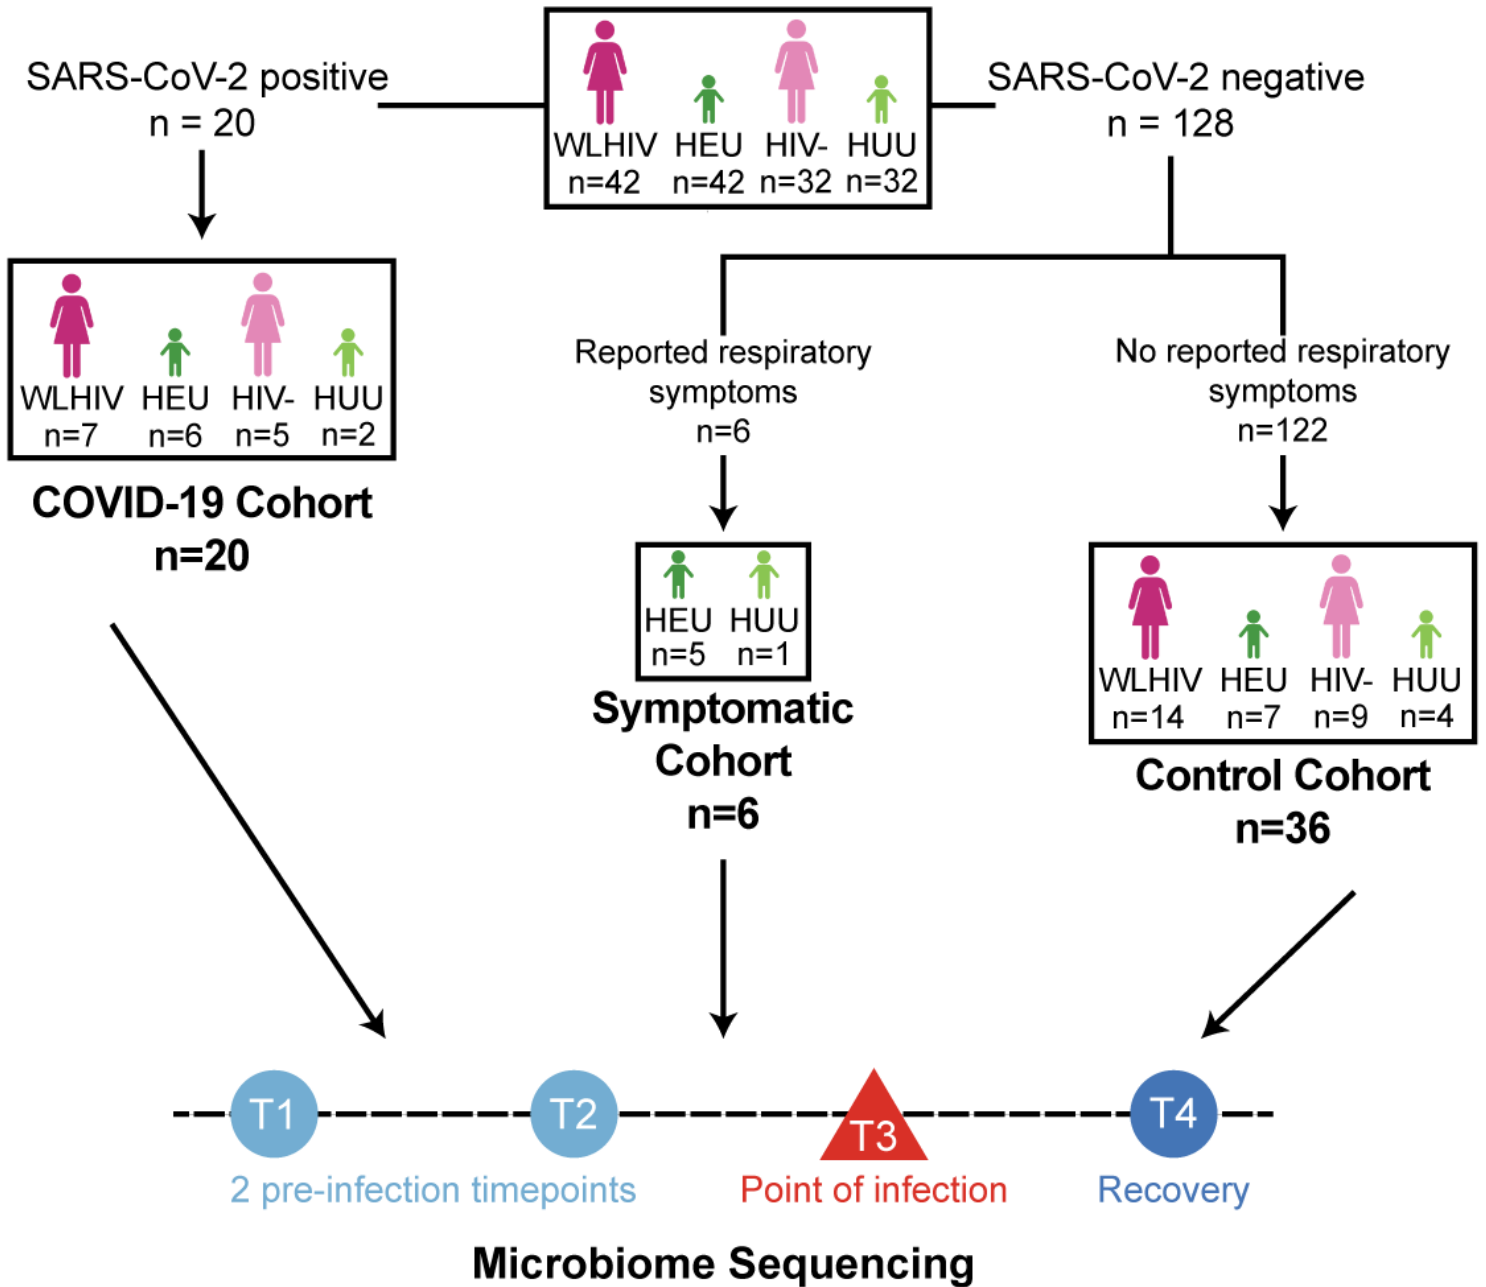 SARS-CoV-2 positive
n = 20
WLHIV HEU HIV- HUU
n=42 n=42 n=32 n=32
SARS-CoV-2 negative
n = 128
WLHIV HEU HIV- HUU
n=7 n=6 n=5 n=2
COVID-19 Cohort
n=20
Reported respiratory
symptoms
n=6
HEU HUU
n=5 n=1
Symptomatic
Cohort
n=6
No reported respiratory
symptoms
n=122
WLHIV HEU HIV- HUU
n=14 n=7 n=9 n=4
Control Cohort
n=36
T1 T2 T3 T4
2 pre-infection timepoints Point of infection Recovery
Microbiome Sequencing